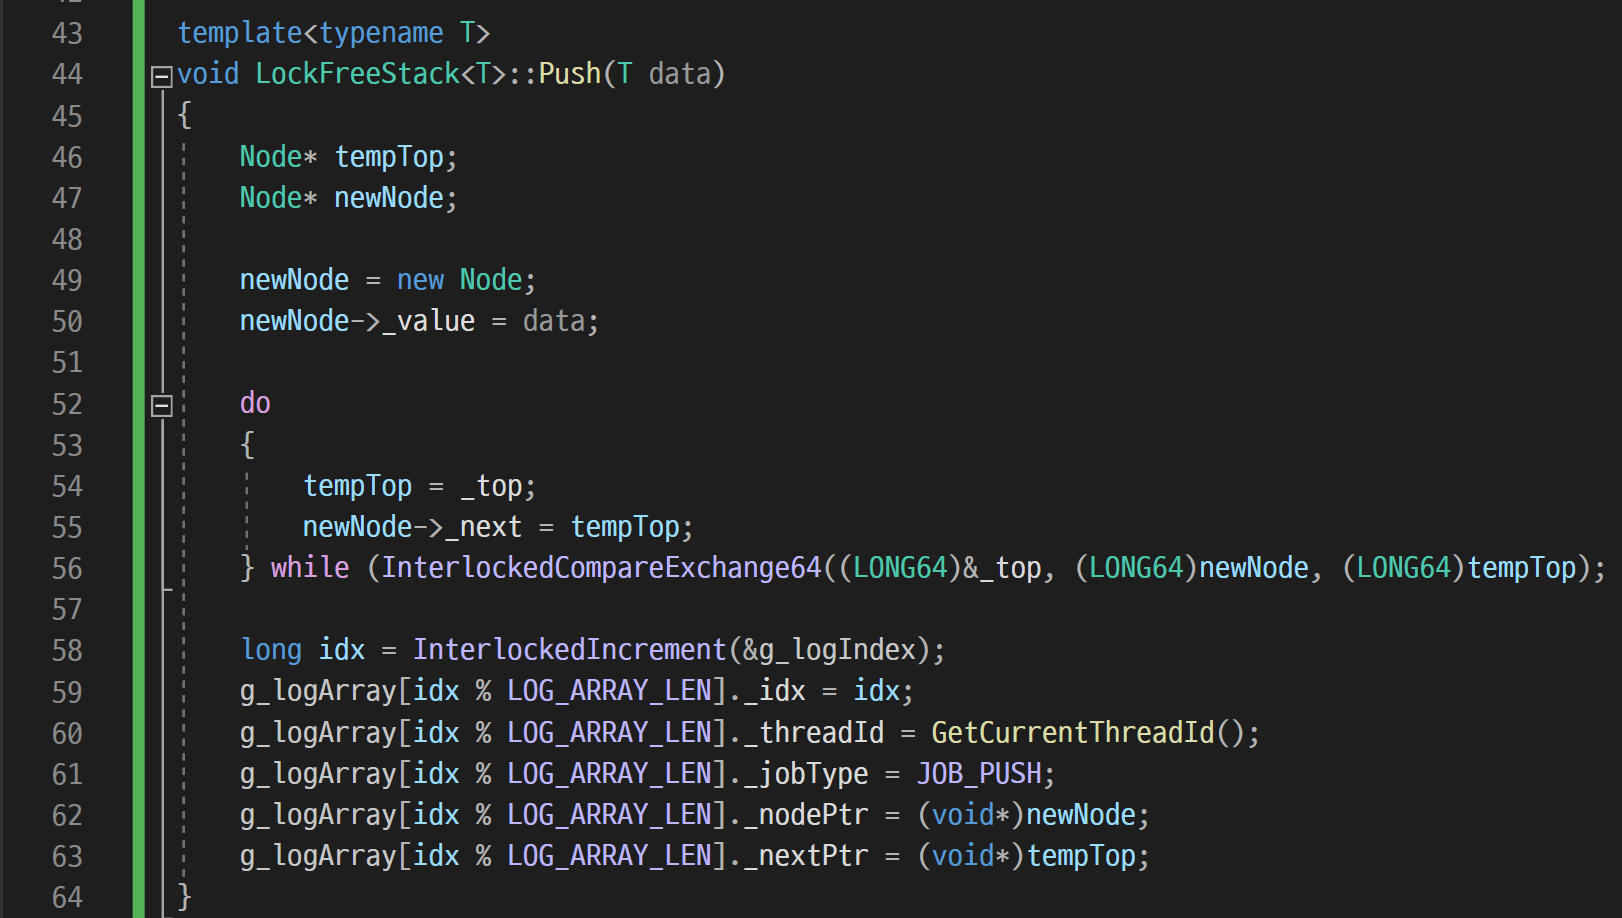 43 template<typename T>
44 void LockFreeStack<T>::Push(T data)
45 {
46 Node* tempTop;
47 Node* newNode;
48
49 newNode = new Node;
50 newNode->_value = data;
51
52 do
53 {
54 tempTop = _top;
55 newNode->_next = tempTop;
56 } while (InterlockedCompareExchange64((LONG64)&_top, (LONG64)newNode, (LONG64)tempTop);
57
58 long idx = InterlockedIncrement(&g_logIndex);
59 g_logArray[idx % LOG_ARRAY_LEN]._idx = idx;
60 g_logArray[idx % LOG_ARRAY_LEN]._threadId = GetCurrentThreadId();
61 g_logArray[idx % LOG_ARRAY_LEN]._jobType = JOB_PUSH;
62 g_logArray[idx % LOG_ARRAY_LEN]._nodePtr = (void*)newNode;
63 g_logArray[idx % LOG_ARRAY_LEN]._nextPtr = (void*)tempTop;
64 }